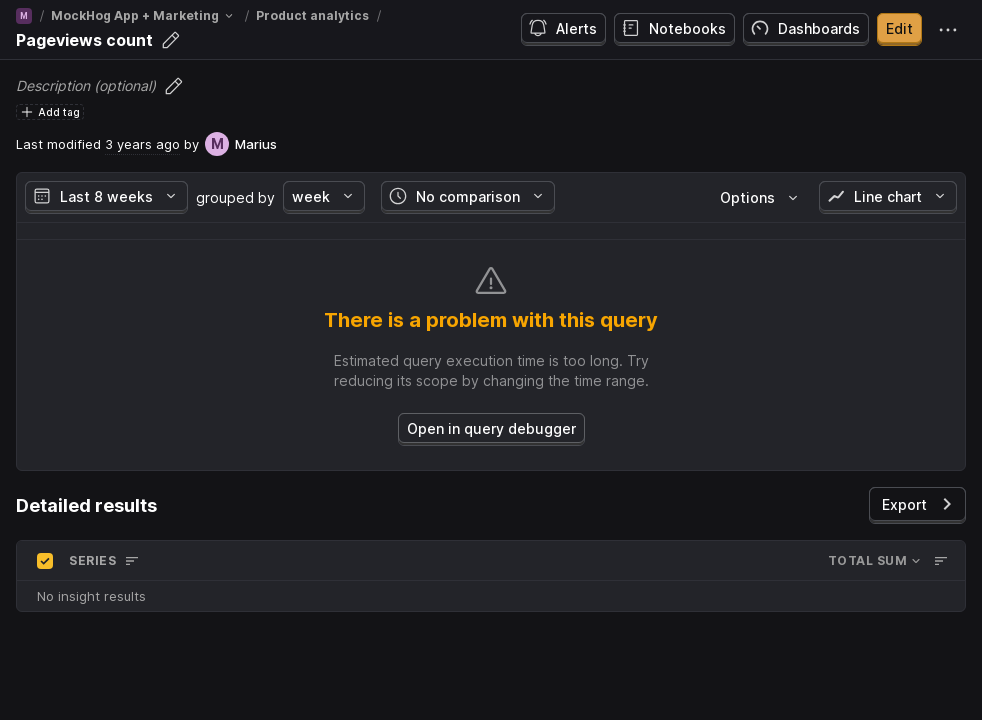 M / MockHog App + Marketing / Product analytics /
Pageviews count
Alerts
Notebooks
Dashboards
Edit
Description (optional)
Add tag
Last modified 3 years ago by M Marius
Last 8 weeks grouped by week No comparison Options Line chart
There is a problem with this query
Estimated query execution time is too long. Try
reducing its scope by changing the time range.
Open in query debugger
Detailed results
Export
SERIES TOTAL SUM
No insight results